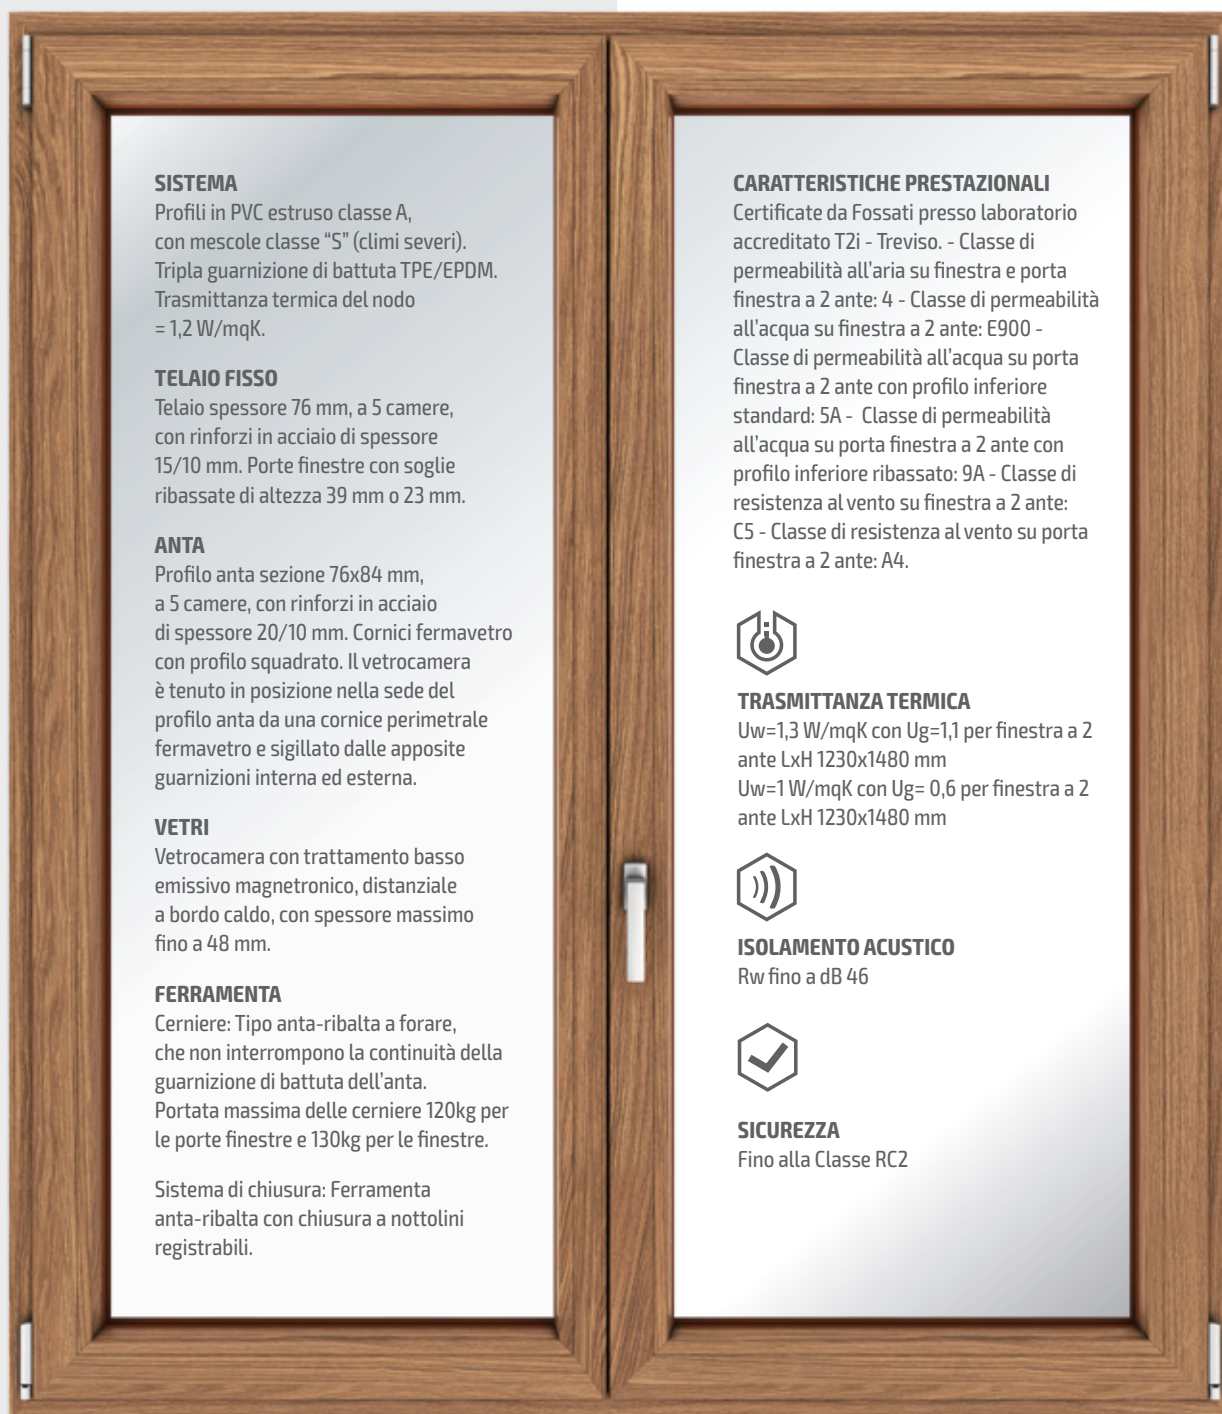 SISTEMA
Profili in PVC estruso classe A,
con mescole classe “S” (climi severi).
Tripla guarnizione di battuta TPE/EPDM.
Trasmittanza termica del nodo
= 1,2 W/mqK.
TELAIO FISSO
Telaio spessore 76 mm, a 5 camere,
con rinforzi in acciaio di spessore
15/10 mm. Porte finestre con soglie
ribassate di altezza 39 mm o 23 mm.
ANTA
Profilo anta sezione 76x84 mm,
a 5 camere, con rinforzi in acciaio
di spessore 20/10 mm. Cornici fermavetro
con profilo squadrato. Il vetrocamera
è tenuto in posizione nella sede del
profilo anta da una cornice perimetrale
fermavetro e sigillato dalle apposite
guarnizioni interna ed esterna.
VETRI
Vetrocamera con trattamento basso
emissivo magnetronico, distanziale
a bordo caldo, con spessore massimo
fino a 48 mm.
FERRAMENTA
Cerniere: Tipo anta-ribalta a forare,
che non interrompono la continuità della
guarnizione di battuta dell'anta.
Portata massima delle cerniere 120kg per
le porte finestre e 130kg per le finestre.
Sistema di chiusura: Ferramenta
anta-ribalta con chiusura a nottolini
registrabili.
CARATTERISTICHE PRESTAZIONALI
Certificate da Fossati presso laboratorio
accreditato T2i - Treviso. - Classe di
permeabilità all'aria su finestra e porta
finestra a 2 ante: 4 - Classe di permeabilità
all'acqua su finestra a 2 ante: E900 -
Classe di permeabilità all'acqua su porta
finestra a 2 ante con profilo inferiore
standard: 5A -  Classe di permeabilità
all'acqua su porta finestra a 2 ante con
profilo inferiore ribassato: 9A - Classe di
resistenza al vento su finestra a 2 ante:
C5 - Classe di resistenza al vento su porta
finestra a 2 ante: A4.
TRASMITTANZA TERMICA
Uw=1,3 W/mqK con Ug=1,1 per finestra a 2
ante LxH 1230x1480 mm
Uw=1 W/mqK con Ug= 0,6 per finestra a 2
ante LxH 1230x1480 mm
ISOLAMENTO ACUSTICO
Rw fino a dB 46
SICUREZZA
Fino alla Classe RC2